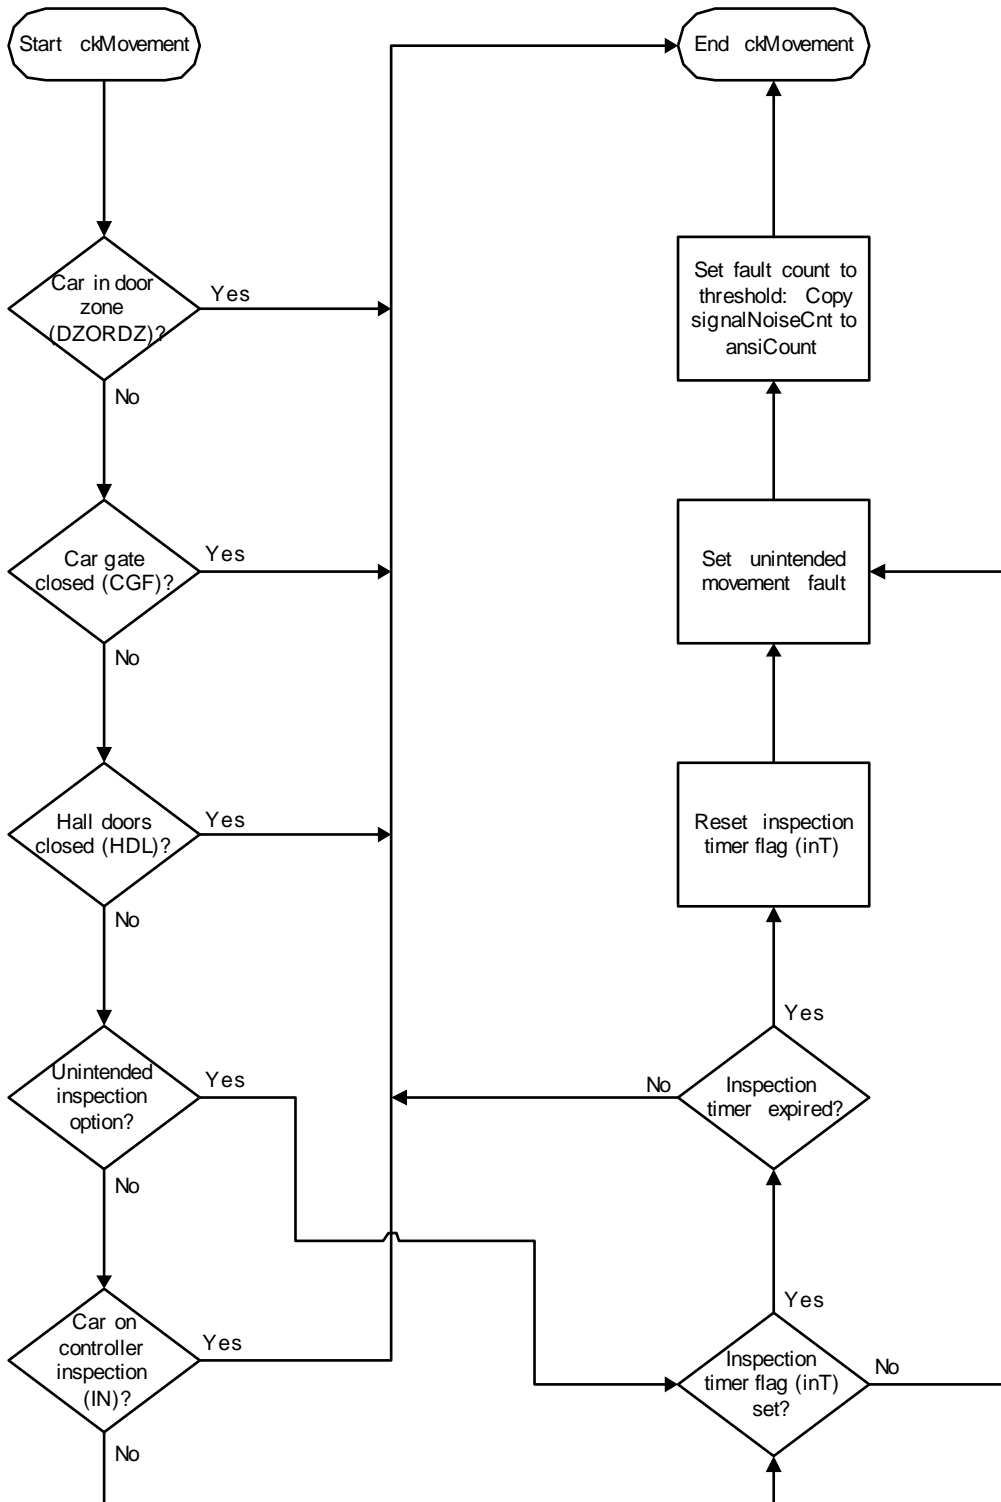 Start ckMovement
End ckMovement
Car in door
zone
(DZORDZ)?
Yes
No
Set fault count to
threshold: Copy
signalNoiseCnt to
ansiCount
Car gate
closed (CGF)?
Yes
No
Set unintended
movement fault
Hall doors
closed (HDL)?
Yes
No
Reset inspection
timer flag (inT)
Yes
Unintended
inspection
option?
Yes
No
No
Inspection
timer expired?
Car on
controller
inspection
(IN)?
Yes
No
Yes
Inspection
timer flag (inT)
set?
No